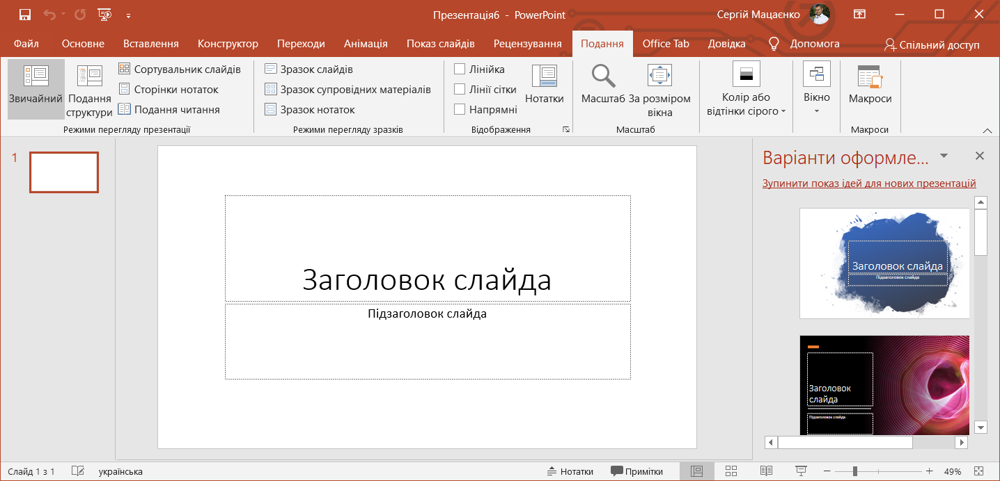 Презентація6 - PowerPoint
Сергій Мацаєнко
Файл Основне Вставлення Конструктор Переходи Анімація Показ слайдів Рецензування Подання Office Tab Довідка Допомога Спільний доступ
Звичайний
Подання структури
Сортувальник слайдів
Сторінки нотаток
Подання читання
Режими перегляду презентації
Зразок слайдів
Зразок супровідних матеріалів
Зразок нотаток
Режими перегляду зразків
Лінійка
Лінії сітки
Напрямні
Нотатки
Відображення
Масштаб
За розміром вікна
Масштаб
Колір або відтінки сірого
Вікно
Макроси
Макроси
1
Заголовок слайда
Підзаголовок слайда
Варіанти оформле...
Зупинити показ ідей для нових презентацій
Заголовок слайда
Підзаголовок слайда
Заголовок
слайда
Підзаголовок слайда
Слайд 1 з 1 українська Нотатки Примітки 49%